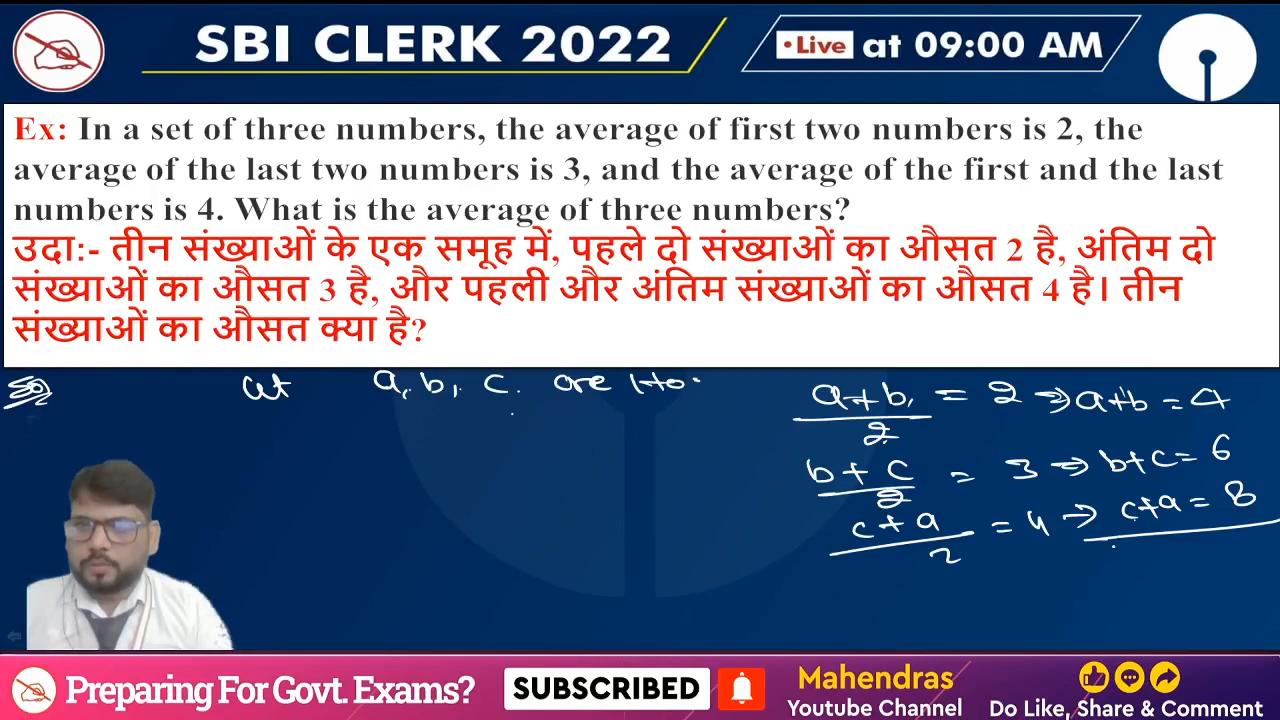 SBI CLERK 2022
• Live at 09:00 AM
Ex: In a set of three numbers, the average of first two numbers is 2, the
average of the last two numbers is 3, and the average of the first and the last
numbers is 4. What is the average of three numbers?
उदा:- तीन संख्याओं के एक समूह में, पहले दो संख्याओं का औसत 2 है, अंतिम दो
संख्याओं का औसत 3 है, और पहली और अंतिम संख्याओं का औसत 4 है। तीन
संख्याओं का औसत क्या है?
a, b, c. are
a+b/2 = 2 ⇒ a+b = 4
b+c/2 = 3 ⇒ b+c = 6
c+a/2 = 4 → c+a = 8
Preparing For Govt. Exams?
SUBSCRIBED
Mahendras
Youtube Channel
Do Like, Share & Comment